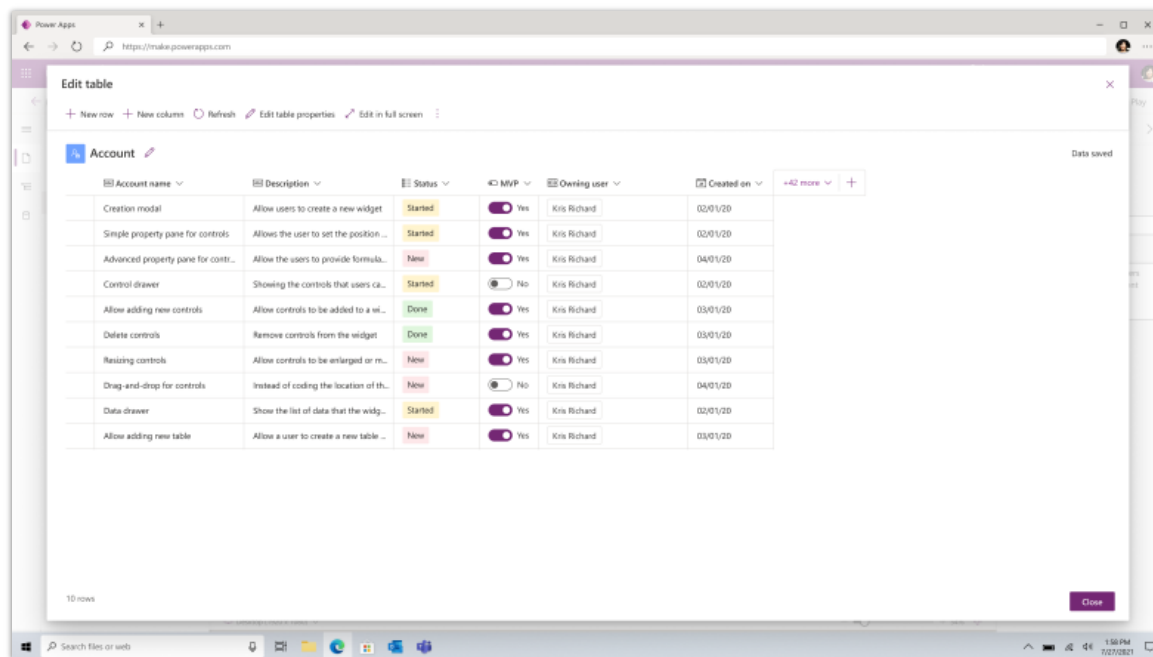 Power Apps
https://make.powerapps.com
Edit table
New row New column Refresh Edit table properties Edit in full screen
Account
Data saved
Account name Description Status MVP Owning user Created on +42 more
Creation modal Allow users to create a new widget Started Yes Kris Richard 02/01/20
Simple property pane for controls Allows the user to set the position ... Started Yes Kris Richard 02/01/20
Advanced property pane for contr... Allow the users to provide formula... New Yes Kris Richard 04/01/20
Control drawer Showing the controls that users ca... Started No Kris Richard 02/01/20
Allow adding new controls Allow controls to be added to a wi... Done Yes Kris Richard 03/01/20
Delete controls Remove controls from the widget Done Yes Kris Richard 03/01/20
Resizing controls Allow controls to be enlarged or m... New Yes Kris Richard 03/01/20
Drag-and-drop for controls Instead of coding the location of th... New No Kris Richard 04/01/20
Data drawer Show the list of data that the widg... Started Yes Kris Richard 02/01/20
Allow adding new table Allow a user to create a new table ... New Yes Kris Richard 03/01/20
10 rows
Close
Search files or web
1:58 PM
7/27/2021